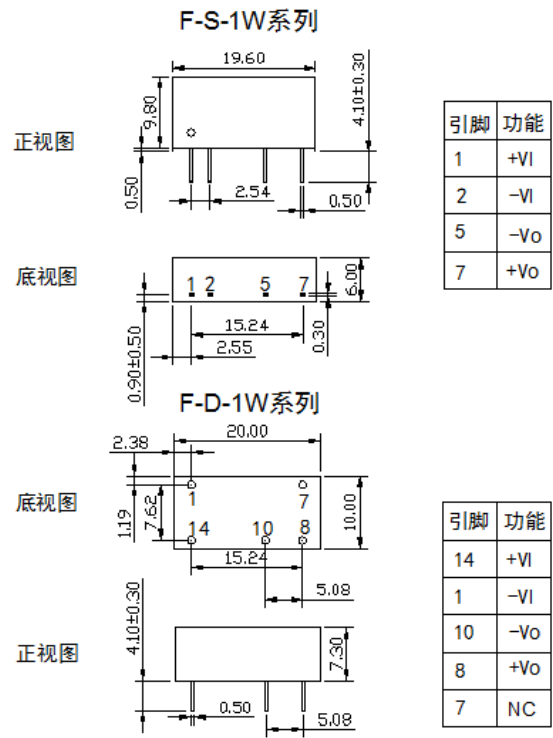 F-S-1W系列
19.60
9.80
4.10±0.30
正视图
0.50
2.54
0.50
引脚 功能
1 +VI
2 -VI
5 -Vo
7 +Vo
底视图
1 2 5 7
6.00
15.24
0.30
2.55
0.90±0.50
F-D-1W系列
20.00
2.38
底视图
1 7
1.19
7.62
10.00
14 10 8
15.24
5.08
4.10±0.30
正视图
7.30
0.50
5.08
引脚 功能
14 +VI
1 -VI
10 -Vo
8 +Vo
7 NC